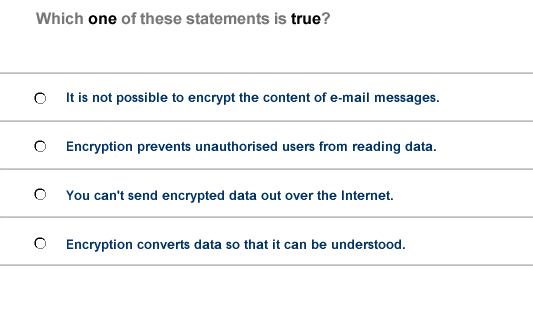 Which one of these statements is true?
It is not possible to encrypt the content of e-mail messages.
Encryption prevents unauthorised users from reading data.
You can't send encrypted data out over the Internet.
Encryption converts data so that it can be understood.